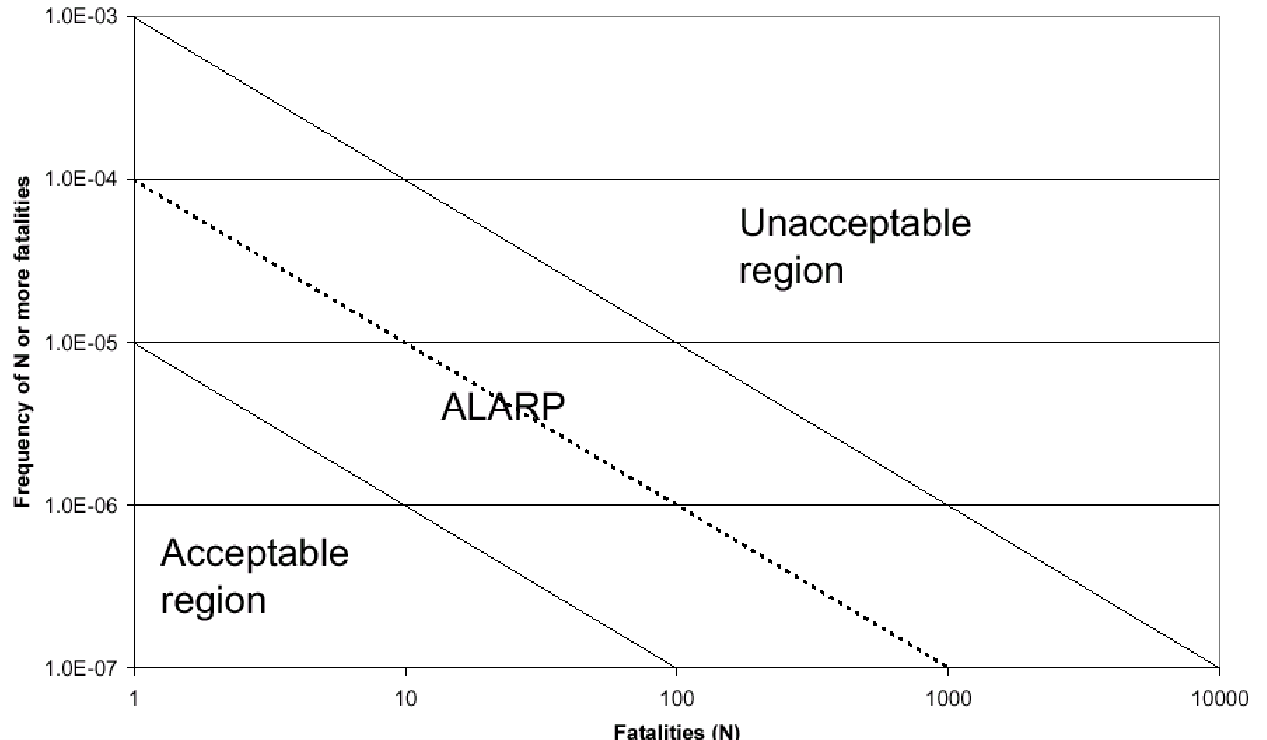 1.0E-03
1.0E-04
1.0E-05
1.0E-06
1.0E-07
Frequency of N or more fatalities
Unacceptable
region
ALARP
Acceptable
region
1 10 100 1000 10000
Fatalities (N)